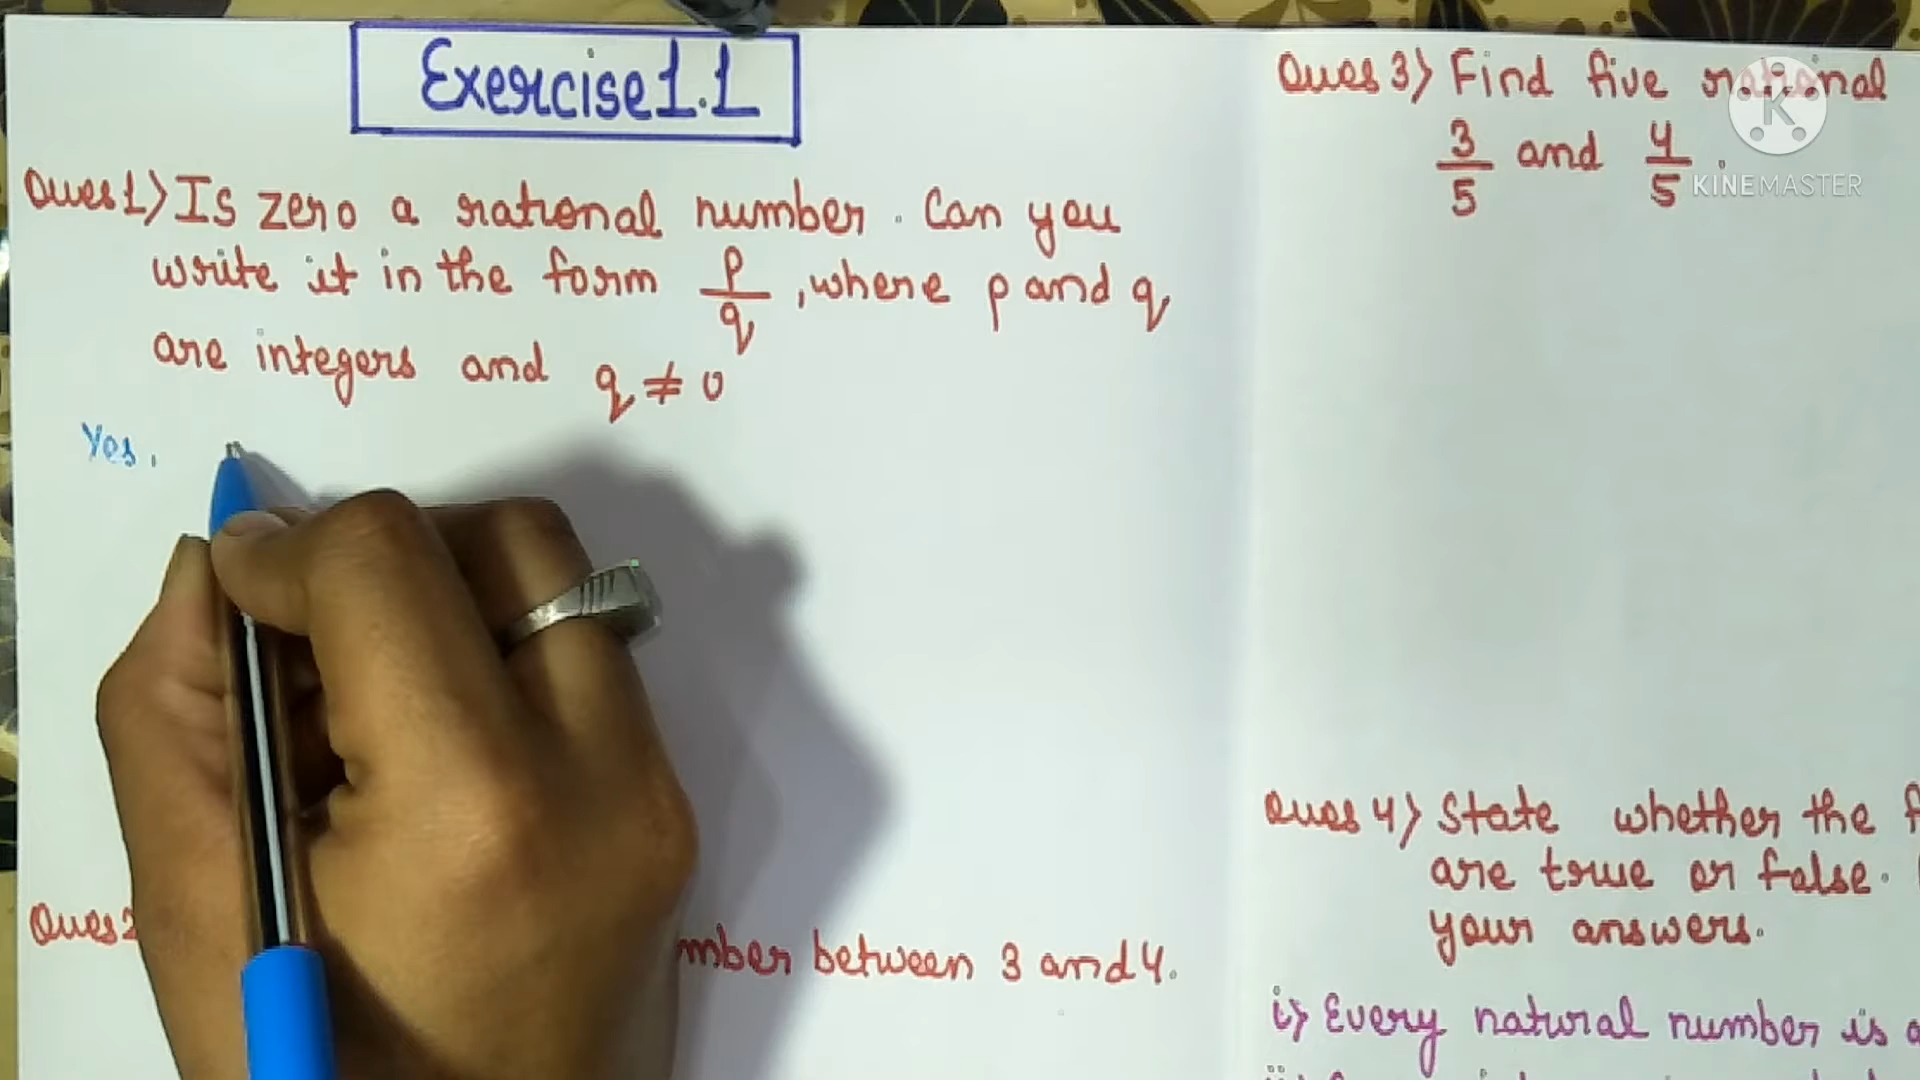 Exercise 1.1
Ques 1) Is zero a rational number. Can you
write it in the form p/q, where p and q
are integers and q ≠ 0
Yes.
Ques 2
mber between 3 and 4.
Ques 3) Find five rational
3/5 and 4/5.
KINEMASTER
Ques 4) State whether the f
are true or false.
your answers.
i) Every natural number is a